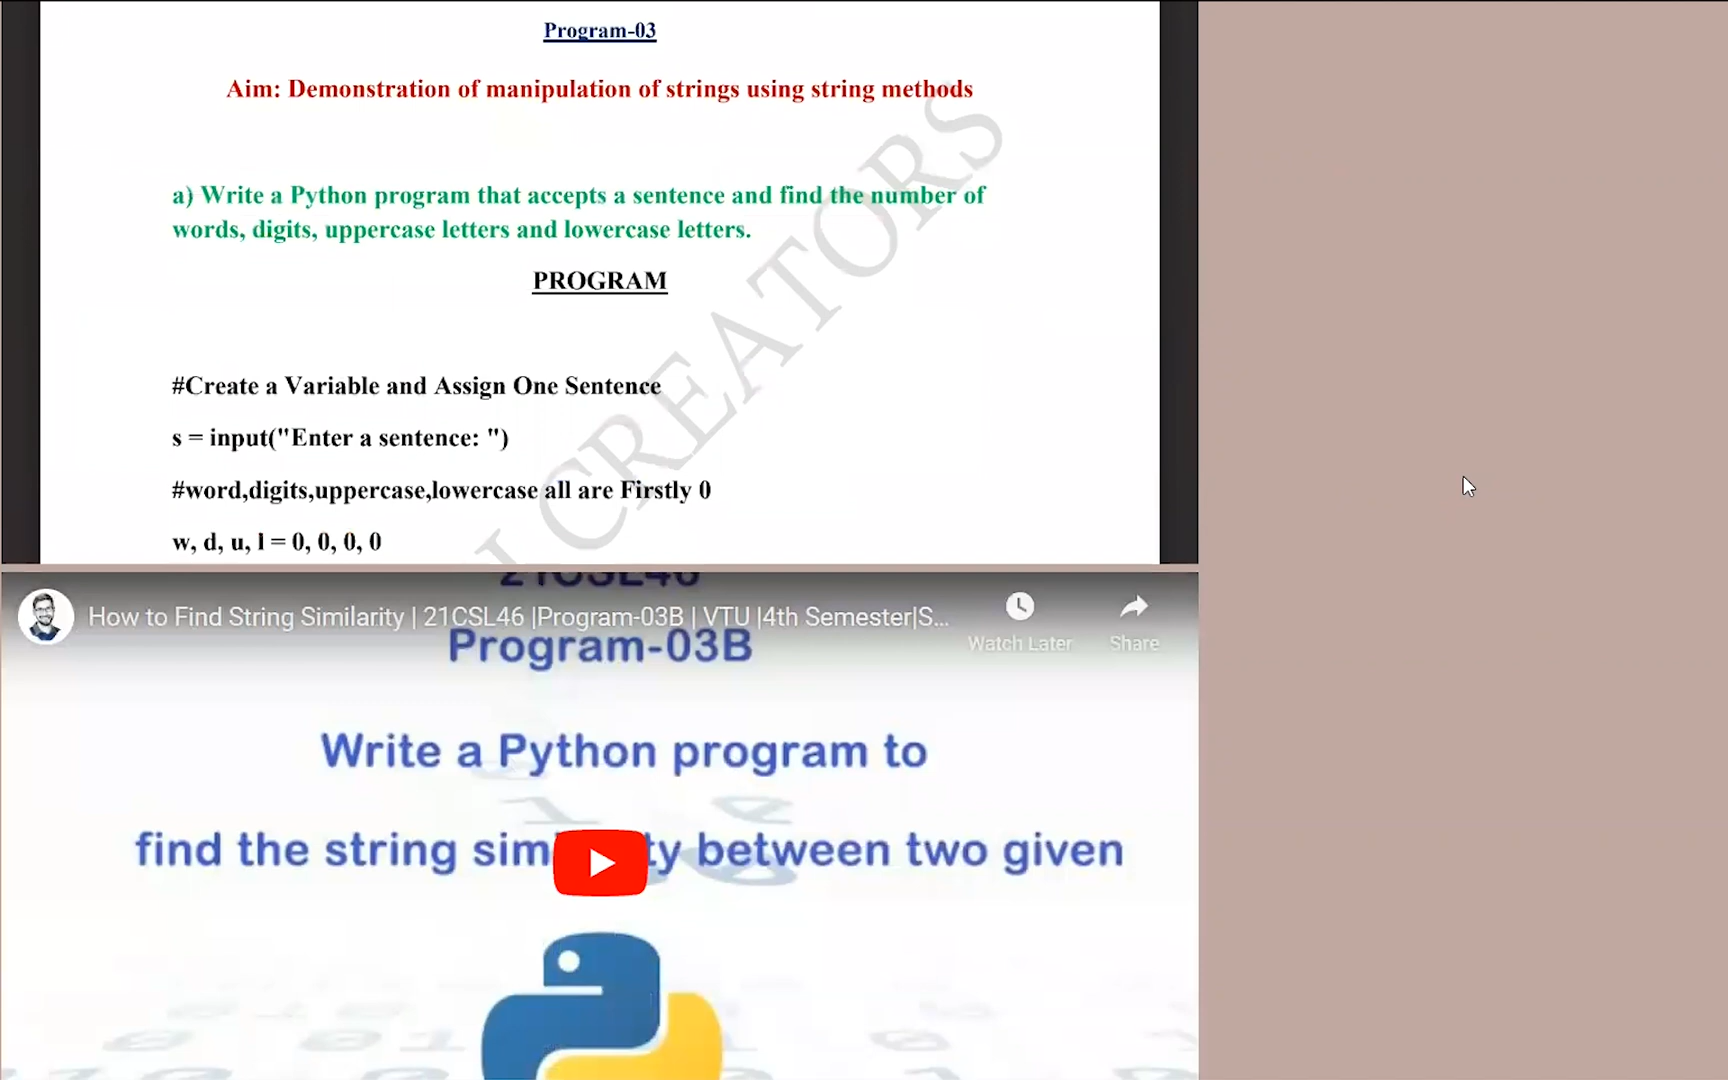 Program-03
Aim: Demonstration of manipulation of strings using string methods
a) Write a Python program that accepts a sentence and find the number of
words, digits, uppercase letters and lowercase letters.
PROGRAM
#Create a Variable and Assign One Sentence
s = input("Enter a sentence: ")
#word,digits,uppercase,lowercase all are Firstly 0
w, d, u, l = 0, 0, 0, 0
CREATORS
21CSL46
How to Find String Similarity | 21CSL46 |Program-03B | VTU |4th Semester|S...
Watch Later
Share
Program-03B
Write a Python program to
find the string between two given